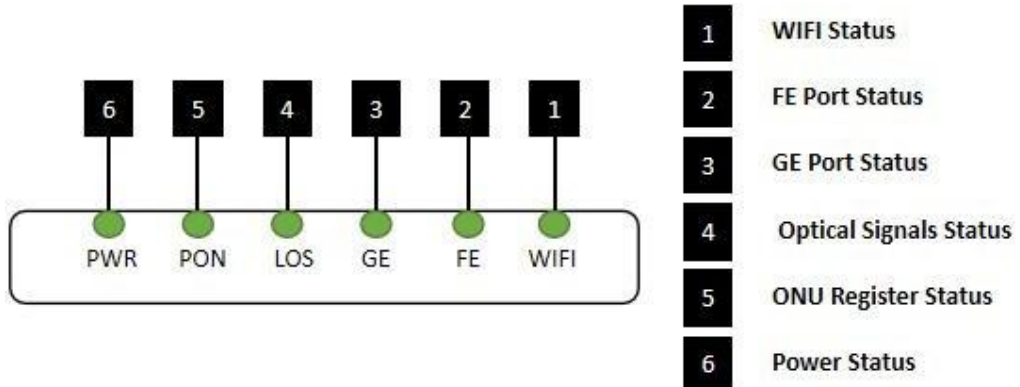 6 5 4 3 2 1
PWR PON LOS GE FE WIFI
1 WIFI Status
2 FE Port Status
3 GE Port Status
4 Optical Signals Status
5 ONU Register Status
6 Power Status